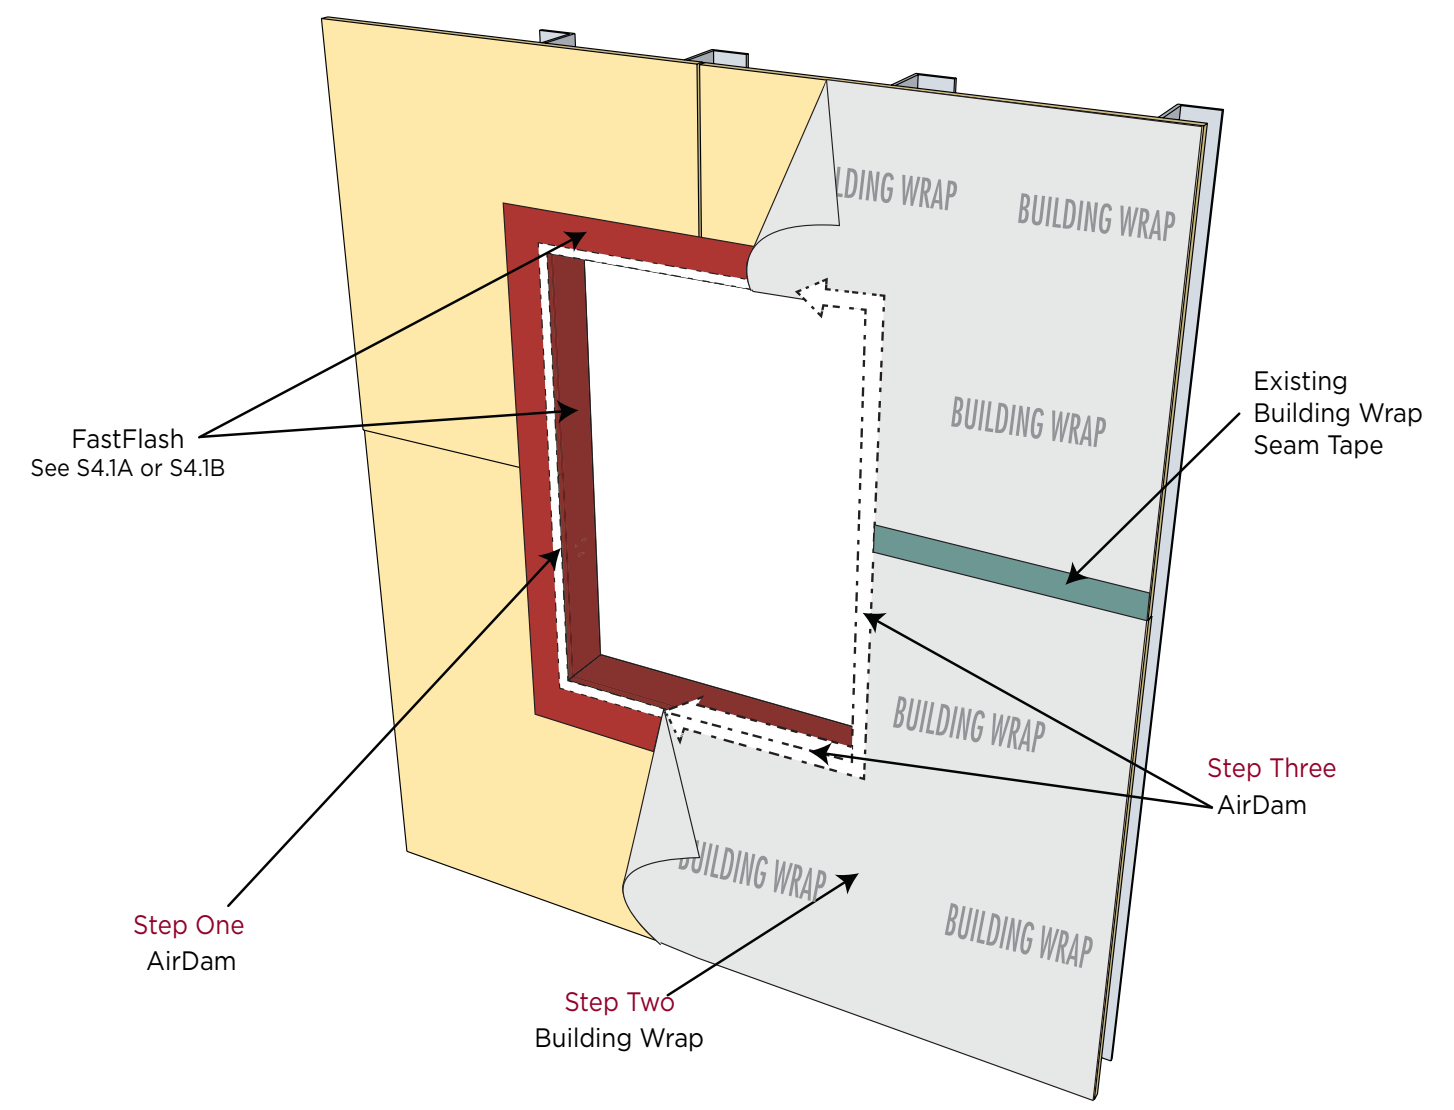 LDING WRAP
BUILDING WRAP
Existing
Building Wrap
Seam Tape
BUILDING WRAP
FastFlash
See S4.1A or S4.1B
BUILDING WRAP
Step Three
AirDam
BUILDING WRAP
BUILDING WRAP
Step One
AirDam
Step Two
Building Wrap